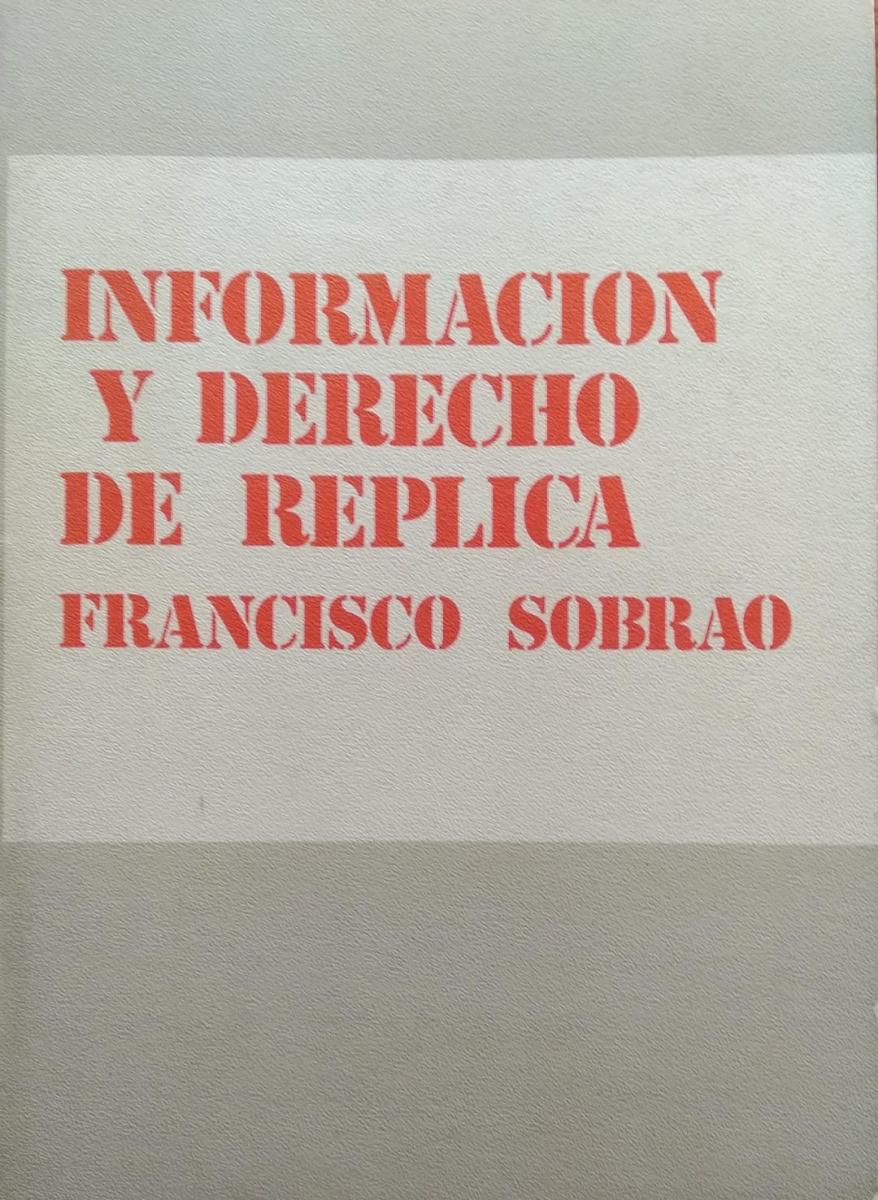 INFORMACION
Y DERECHO
DE REPLICA
FRANCISCO SOBRAO